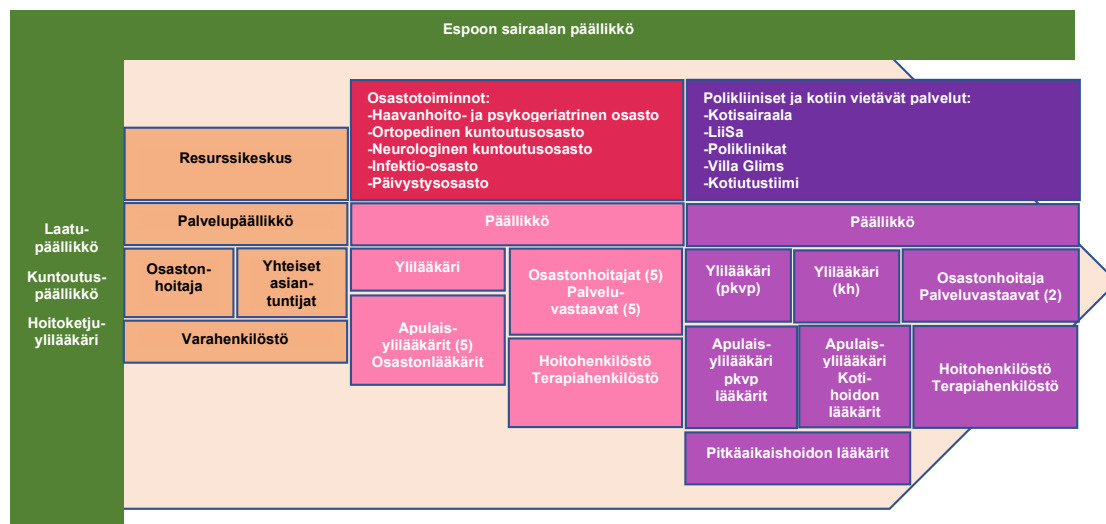 Espoon sairaalan päällikkö
Laatu-
päällikkö
Kuntoutus-
päällikkö
Hoitoketju-
ylilääkäri
Resurssikeskus
Palvelupäällikkö
Osaston-
hoitaja
Yhteiset
asian-
tuntijat
Varahenkilöstö
Osastotoiminnot:
-Haavanhoito- ja psykogeriatrinen osasto
-Ortopedinen kuntoutusosasto
-Neurologinen kuntoutusosasto
-Infektio-osasto
-Päivystysosasto
Päällikkö
Ylilääkäri
Apulais-
ylilääkärit (5)
Osastonlääkärit
Osastonhoitajat (5)
Palvelu-
vastaavat (5)
Hoitohenkilöstö
Terapiahenkilöstö
Polikliiniset ja kotiin vietävät palvelut:
-Kotisairaala
-LiiSa
-Poliklinikat
-Villa Glims
-Kotiutustiimi
Päällikkö
Ylilääkäri
(pkvp)
Ylilääkäri
(kh)
Osastonhoitaja
Palveluvastaavat (2)
Apulais-
ylilääkäri
pkvp
lääkärit
Apulais-
ylilääkäri
Koti-
hoidon
lääkärit
Hoitohenkilöstö
Terapiahenkilöstö
Pitkäaikaishoidon lääkärit